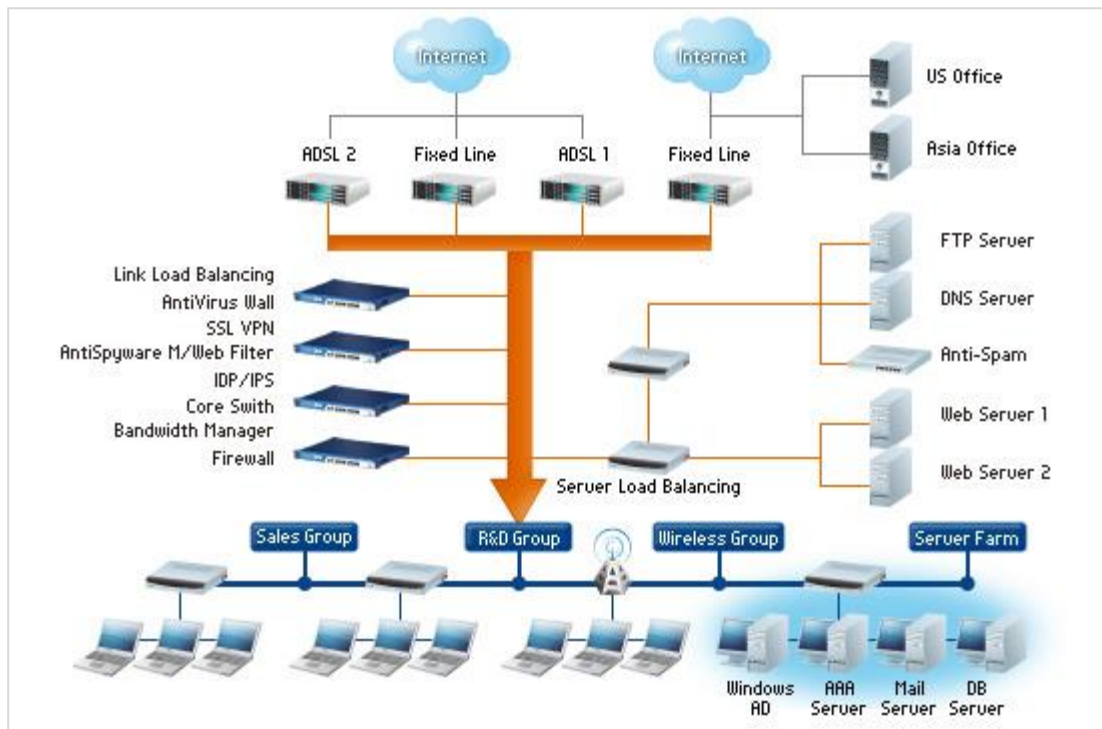 Internet
Internet
US Office
Asia Office
ADSL 2
Fixed Line
ADSL 1
Fixed Line
FTP Server
DNS Server
Anti-Spam
Web Server 1
Web Server 2
Link Load Balancing
AntiVirus Wall
SSL VPN
AntiSpyware M/Web Filter
IDP/IPS
Core Swith
Bandwidth Manager
Firewall
Server Load Balancing
Sales Group
R&D Group
Wireless Group
Server Farm
Windows
AD
AAA
Server
Mail
Server
DB
Server